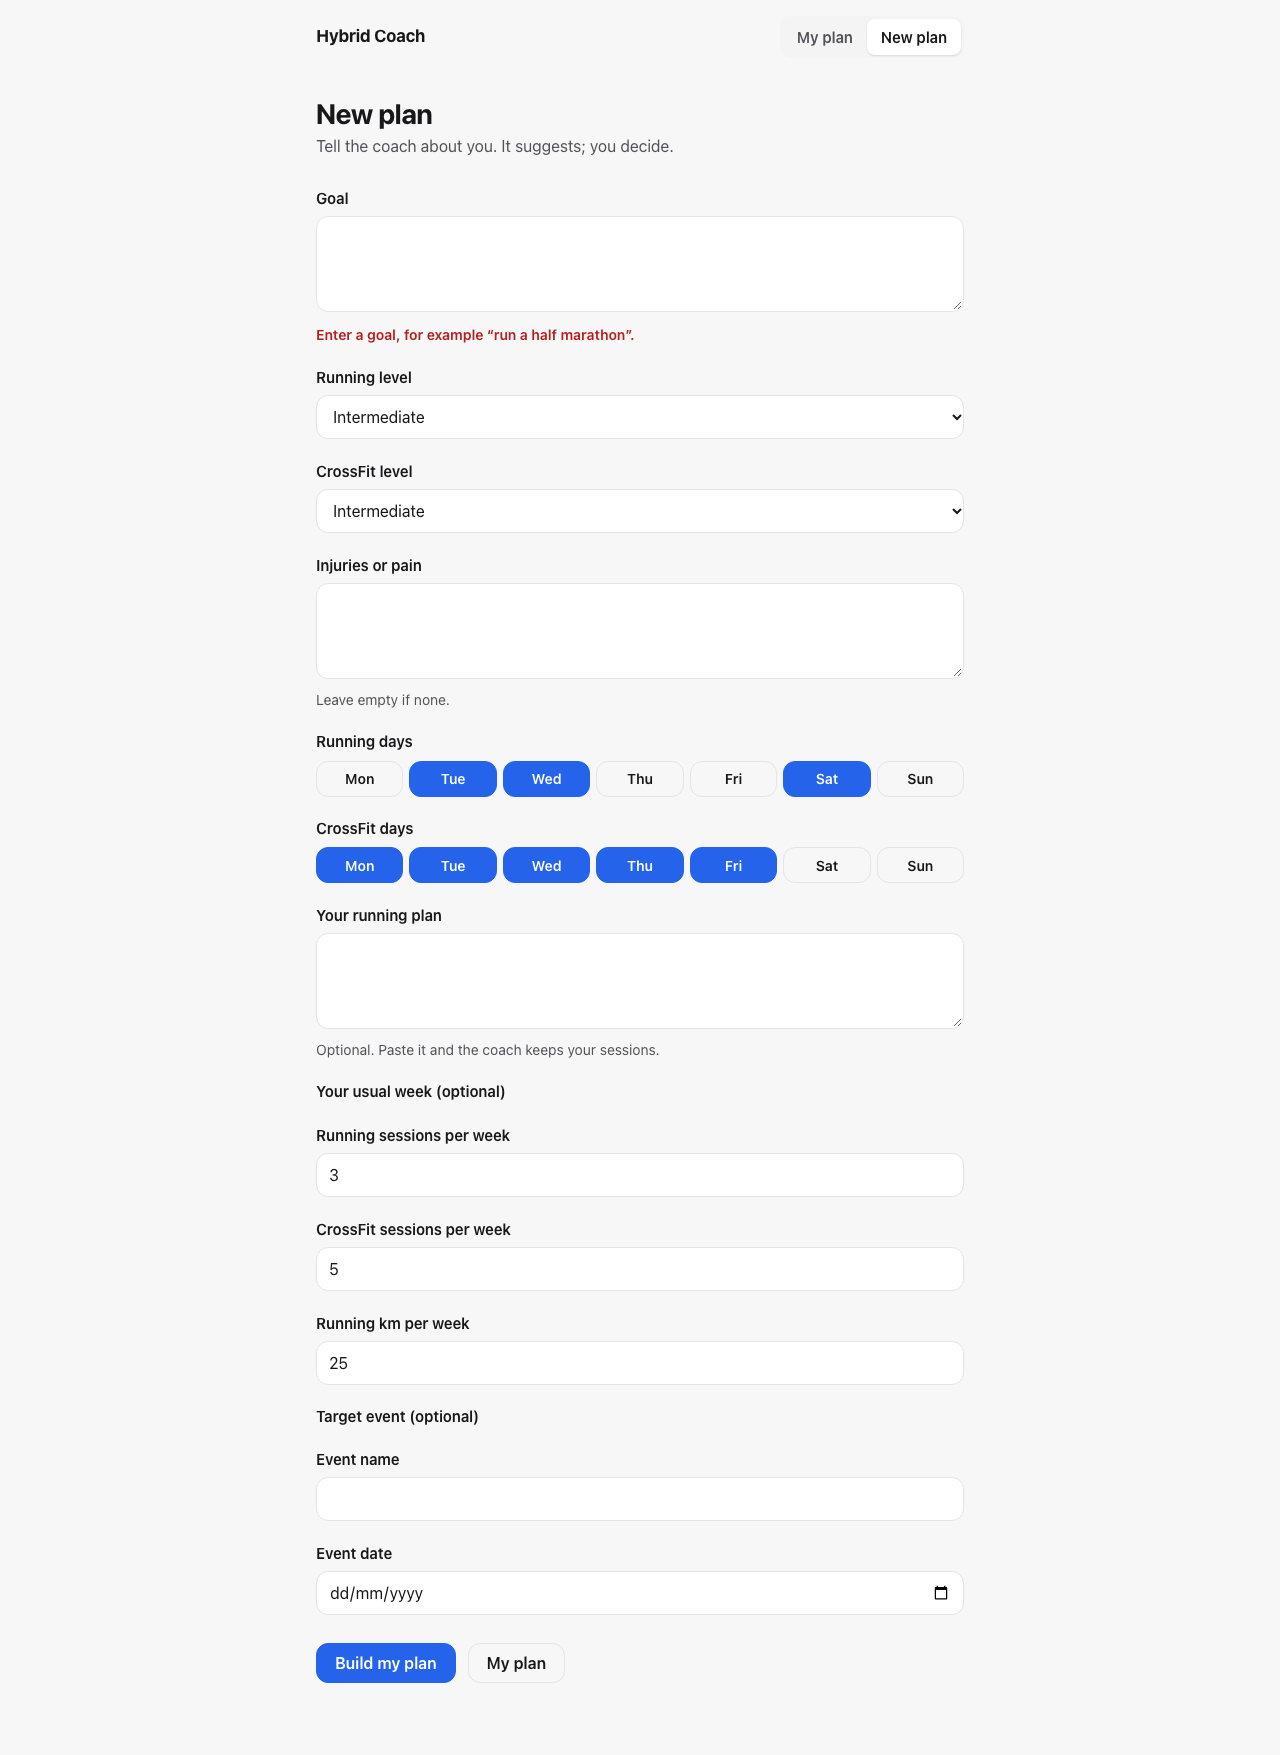 Hybrid Coach
My plan
New plan
New plan
Tell the coach about you. It suggests; you decide.
Goal
Enter a goal, for example “run a half marathon”.
Running level
Intermediate
CrossFit level
Intermediate
Injuries or pain
Leave empty if none.
Running days
Mon Tue Wed Thu Fri Sat Sun
CrossFit days
Mon Tue Wed Thu Fri Sat Sun
Your running plan
Optional. Paste it and the coach keeps your sessions.
Your usual week (optional)
Running sessions per week
3
CrossFit sessions per week
5
Running km per week
25
Target event (optional)
Event name
Event date
dd/mm/yyyy
Build my plan
My plan